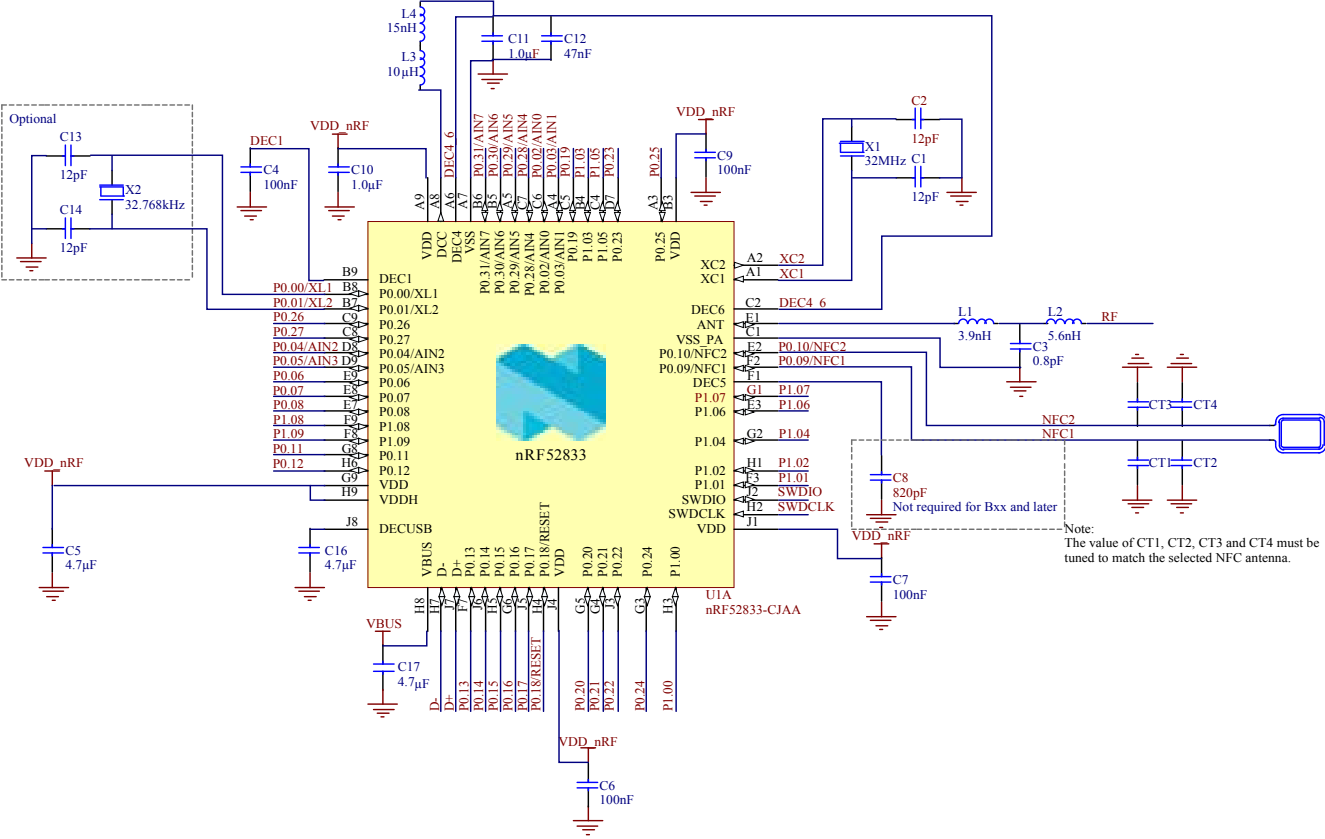 L4
15nH
L3
10µH
C11
1.0µF
C12
47nF
Optional
C13
12pF
X2
32.768kHz
C14
12pF
DEC1
C4
100nF
VDD_nRF
C10
1.0µF
DEC4_6
P0.31/AIN7
P0.30/AIN6
P0.29/AIN5
P0.28/AIN4
P0.02/AIN0
P0.03/AIN1
P0.19
P1.03
P1.05
P0.23
P0.25
VDD_nRF
C9
100nF
C2
12pF
X1
32MHz
C1
12pF
A9
A8
A6
A7
B6
B5
A5
C7
C6
A4
C5
B4
C4
D7
A3
B3
VDD
DCC
DEC4
VSS
P0.31/AIN7
P0.30/AIN6
P0.29/AIN5
P0.28/AIN4
P0.02/AIN0
P0.03/AIN1
P0.19
P1.03
P1.05
P0.23
P0.25
VDD
B9 DEC1
P0.00/XL1 B8 P0.00/XL1
P0.01/XL2 B7 P0.01/XL2
P0.26 C9 P0.26
P0.27 C8 P0.27
P0.04/AIN2 D8 P0.04/AIN2
P0.05/AIN3 D9 P0.05/AIN3
P0.06 E9 P0.06
P0.07 E8 P0.07
P0.08 E7 P0.08
P1.08 F9 P1.08
P1.09 F8 P1.09
P0.11 G8 P0.11
P0.12 H6 P0.12
G9 VDD
H9 VDDH
J8 DECUSB
XC2 A2 XC2
XC1 A1 XC1
DEC6 C2 DEC4_6
ANT E1
VSS_PA C1
P0.10/NFC2 E2 P0.10/NFC2
P0.09/NFC1 F2 P0.09/NFC1
DEC5 F1
P1.07 G1 P1.07
P1.06 E3 P1.06
P1.04 G2 P1.04
P1.02 H1 P1.02
P1.01 F3 P1.01
SWDIO J2 SWDIO
SWDCLK H2 SWDCLK
VDD J1
nRF52833
L1
3.9nH
L2
5.6nH
RF
C3
0.8pF
CT3
CT4
NFC2
NFC1
CT1
CT2
C8
820pF
Not required for Bxx and later
Note:
The value of CT1, CT2, CT3 and CT4 must be
tuned to match the selected NFC antenna.
VDD_nRF
C7
100nF
VDD_nRF
C5
4.7µF
C16
4.7µF
VBUS
D-
D+
P0.13
P0.14
P0.15
P0.16
P0.17
P0.18/RESET
VDD
P0.20
P0.21
P0.22
P0.24
P1.00
H8
H7
J7
F7
J6
H5
G6
J5
H4
J4
G5
G4
J3
G3
H3
U1A
nRF52833-CJAA
VBUS
C17
4.7µF
D-
D+
P0.13
P0.14
P0.15
P0.16
P0.17
P0.18/RESET
P0.20
P0.21
P0.22
P0.24
P1.00
VDD_nRF
C6
100nF